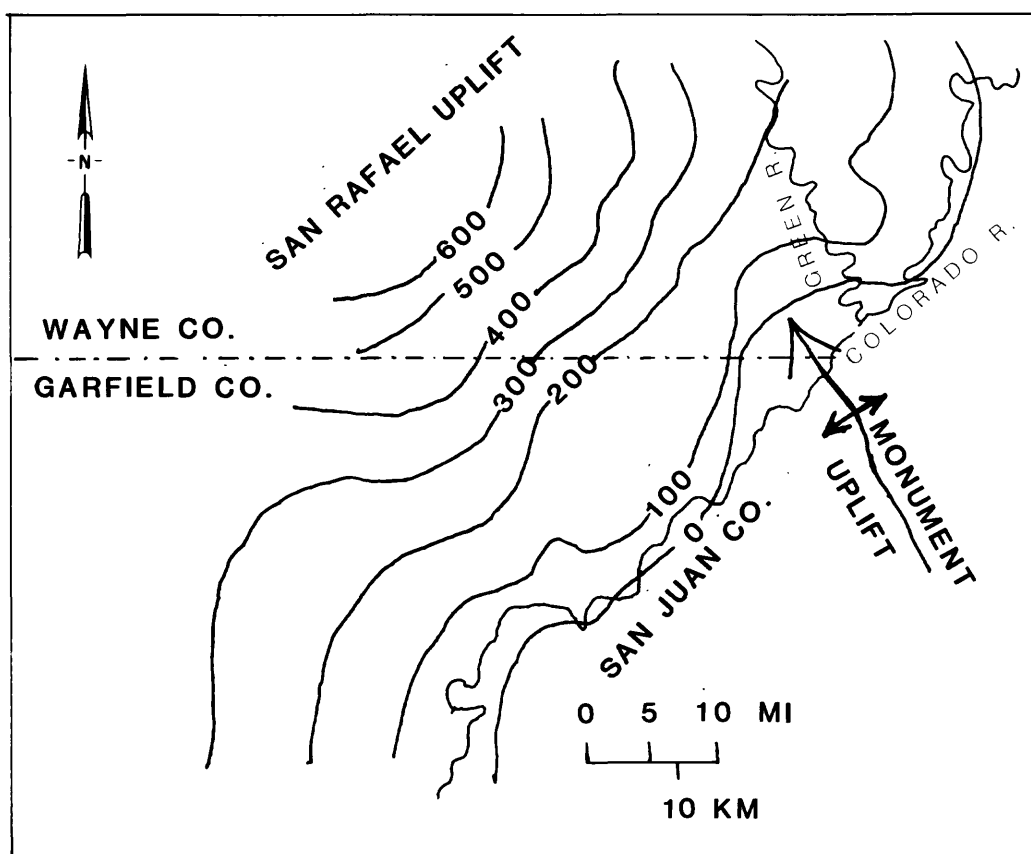 SAN RAFAEL UPLIFT
-N-
GREEN R.
COLORADO R.
600
500
400
300
200
WAYNE CO.
GARFIELD CO.
MONUMENT
UPLIFT
100
0
SAN JUAN CO.
0 5 10 MI
10 KM